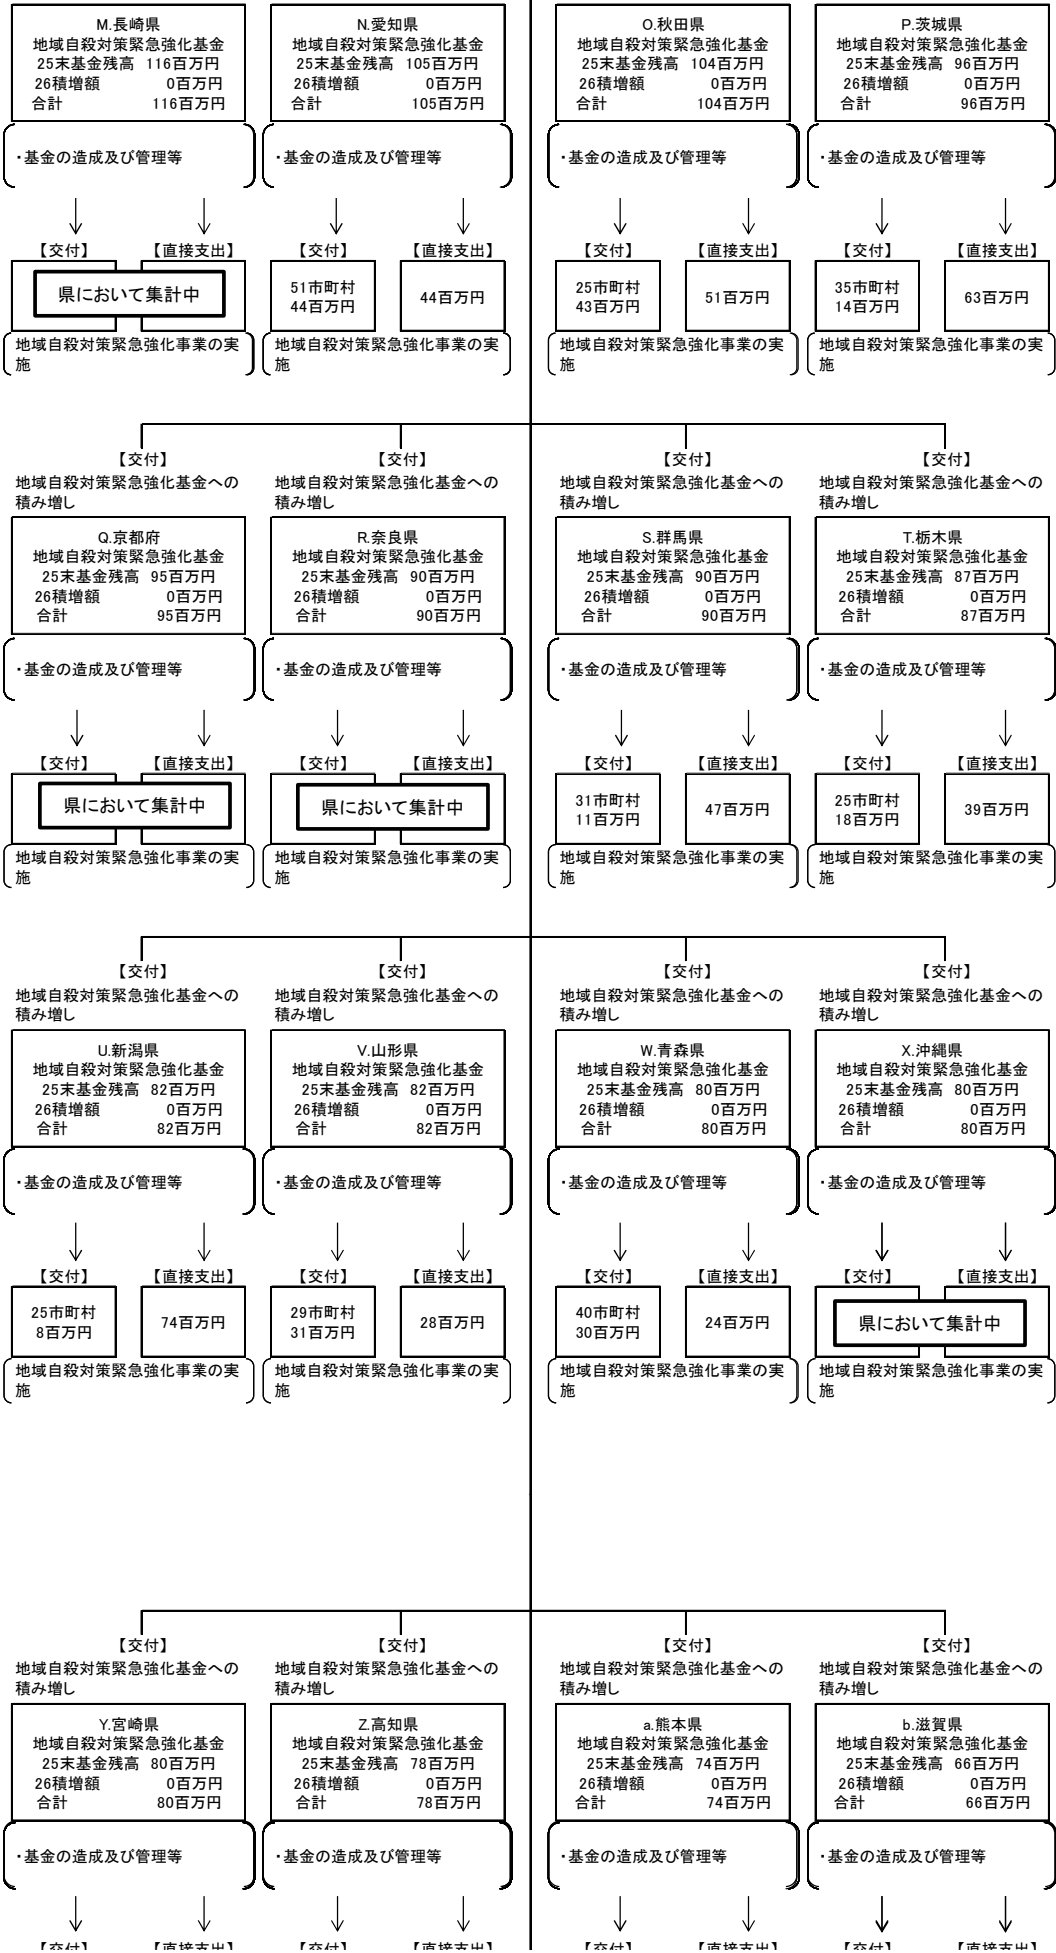 M.長崎県
地域自殺対策緊急強化基金
25末基金残高 116百万円
26積増額 0百万円
合計 116百万円
・基金の造成及び管理等
【交付】 【直接支出】
県において集計中
地域自殺対策緊急強化事業の実
施
N.愛知県
地域自殺対策緊急強化基金
25末基金残高 105百万円
26積増額 0百万円
合計 105百万円
・基金の造成及び管理等
【交付】 【直接支出】
51市町村
44百万円
44百万円
地域自殺対策緊急強化事業の実
施
O.秋田県
地域自殺対策緊急強化基金
25末基金残高 104百万円
26積増額 0百万円
合計 104百万円
・基金の造成及び管理等
【交付】 【直接支出】
25市町村
43百万円
51百万円
地域自殺対策緊急強化事業の実
施
P.茨城県
地域自殺対策緊急強化基金
25末基金残高 96百万円
26積増額 0百万円
合計 96百万円
・基金の造成及び管理等
【交付】 【直接支出】
35市町村
14百万円
63百万円
地域自殺対策緊急強化事業の実
施
【交付】
地域自殺対策緊急強化基金への
積み増し
Q.京都府
地域自殺対策緊急強化基金
25末基金残高 95百万円
26積増額 0百万円
合計 95百万円
・基金の造成及び管理等
【交付】 【直接支出】
県において集計中
地域自殺対策緊急強化事業の実
施
【交付】
地域自殺対策緊急強化基金への
積み増し
R.奈良県
地域自殺対策緊急強化基金
25末基金残高 90百万円
26積増額 0百万円
合計 90百万円
・基金の造成及び管理等
【交付】 【直接支出】
県において集計中
地域自殺対策緊急強化事業の実
施
【交付】
地域自殺対策緊急強化基金への
積み増し
S.群馬県
地域自殺対策緊急強化基金
25末基金残高 90百万円
26積増額 0百万円
合計 90百万円
・基金の造成及び管理等
【交付】 【直接支出】
31市町村
11百万円
47百万円
地域自殺対策緊急強化事業の実
施
【交付】
地域自殺対策緊急強化基金への
積み増し
T.栃木県
地域自殺対策緊急強化基金
25末基金残高 87百万円
26積増額 0百万円
合計 87百万円
・基金の造成及び管理等
【交付】 【直接支出】
25市町村
18百万円
39百万円
地域自殺対策緊急強化事業の実
施
【交付】
地域自殺対策緊急強化基金への
積み増し
U.新潟県
地域自殺対策緊急強化基金
25末基金残高 82百万円
26積増額 0百万円
合計 82百万円
・基金の造成及び管理等
【交付】 【直接支出】
25市町村
8百万円
74百万円
地域自殺対策緊急強化事業の実
施
【交付】
地域自殺対策緊急強化基金への
積み増し
V.山形県
地域自殺対策緊急強化基金
25末基金残高 82百万円
26積増額 0百万円
合計 82百万円
・基金の造成及び管理等
【交付】 【直接支出】
29市町村
31百万円
28百万円
地域自殺対策緊急強化事業の実
施
【交付】
地域自殺対策緊急強化基金への
積み増し
W.青森県
地域自殺対策緊急強化基金
25末基金残高 80百万円
26積増額 0百万円
合計 80百万円
・基金の造成及び管理等
【交付】 【直接支出】
40市町村
30百万円
24百万円
地域自殺対策緊急強化事業の実
施
【交付】
地域自殺対策緊急強化基金への
積み増し
X.沖縄県
地域自殺対策緊急強化基金
25末基金残高 80百万円
26積増額 0百万円
合計 80百万円
・基金の造成及び管理等
【交付】 【直接支出】
県において集計中
地域自殺対策緊急強化事業の実
施
【交付】
地域自殺対策緊急強化基金への
積み増し
Y.宮崎県
地域自殺対策緊急強化基金
25末基金残高 80百万円
26積増額 0百万円
合計 80百万円
・基金の造成及び管理等
【交付】 【直接支出】
【交付】
地域自殺対策緊急強化基金への
積み増し
Z.高知県
地域自殺対策緊急強化基金
25末基金残高 78百万円
26積増額 0百万円
合計 78百万円
・基金の造成及び管理等
【交付】 【直接支出】
【交付】
地域自殺対策緊急強化基金への
積み増し
a.熊本県
地域自殺対策緊急強化基金
25末基金残高 74百万円
26積増額 0百万円
合計 74百万円
・基金の造成及び管理等
【交付】 【直接支出】
【交付】
地域自殺対策緊急強化基金への
積み増し
b.滋賀県
地域自殺対策緊急強化基金
25末基金残高 66百万円
26積増額 0百万円
合計 66百万円
・基金の造成及び管理等
【交付】 【直接支出】